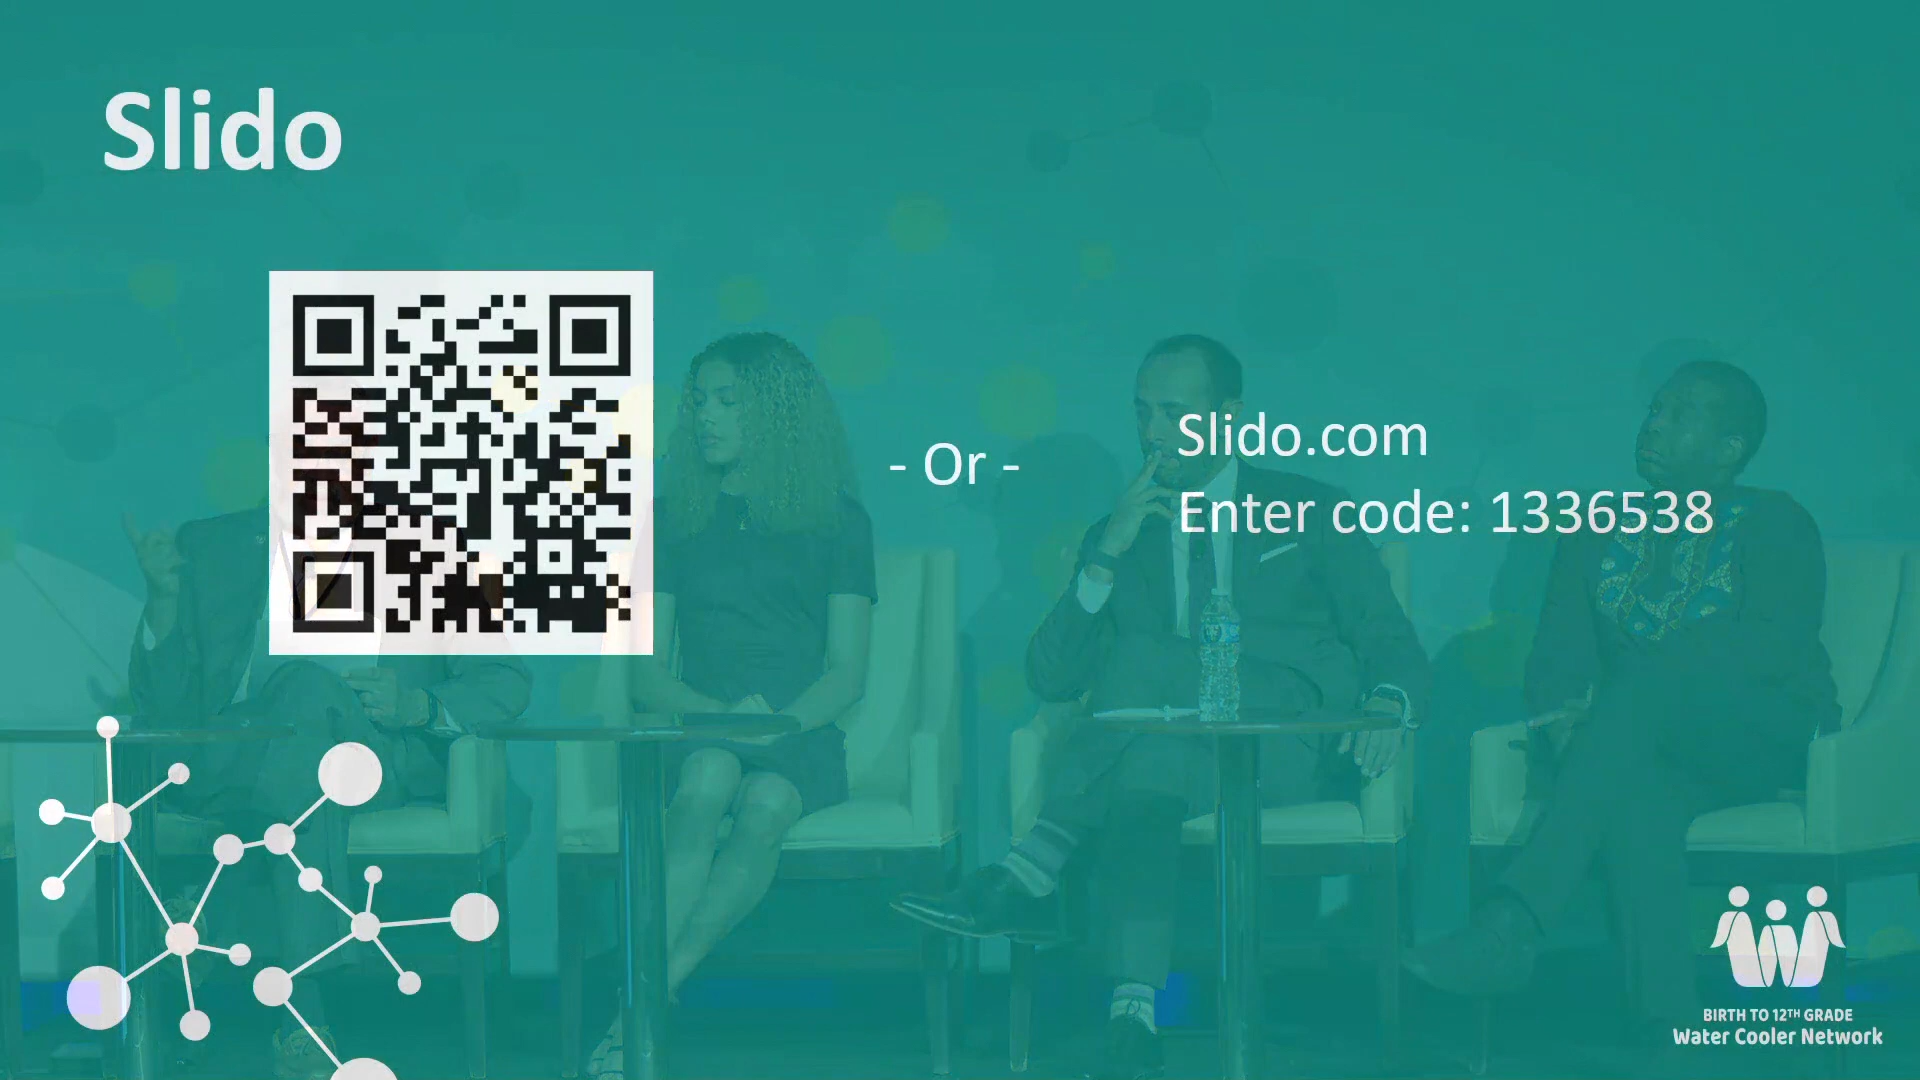 Slido
- Or -
Slido.com
Enter code: 1336538
BIRTH TO 12TH GRADE
Water Cooler Network